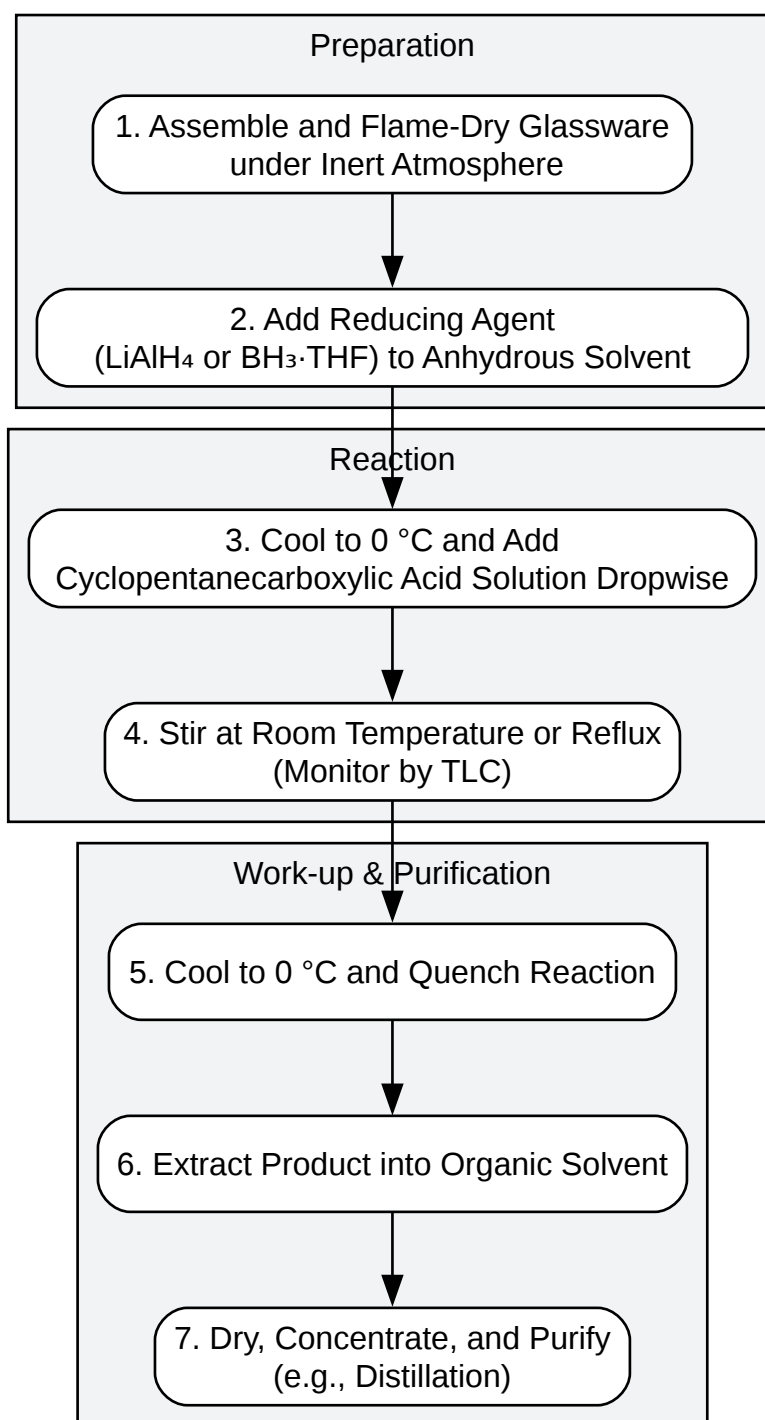 Preparation
1. Assemble and Flame-Dry Glassware
under Inert Atmosphere
2. Add Reducing Agent
(LiAlH₄ or BH₃·THF) to Anhydrous Solvent
Reaction
3. Cool to 0 °C and Add
Cyclopentanecarboxylic Acid Solution Dropwise
4. Stir at Room Temperature or Reflux
(Monitor by TLC)
Work-up & Purification
5. Cool to 0 °C and Quench Reaction
6. Extract Product into Organic Solvent
7. Dry, Concentrate, and Purify
(e.g., Distillation)